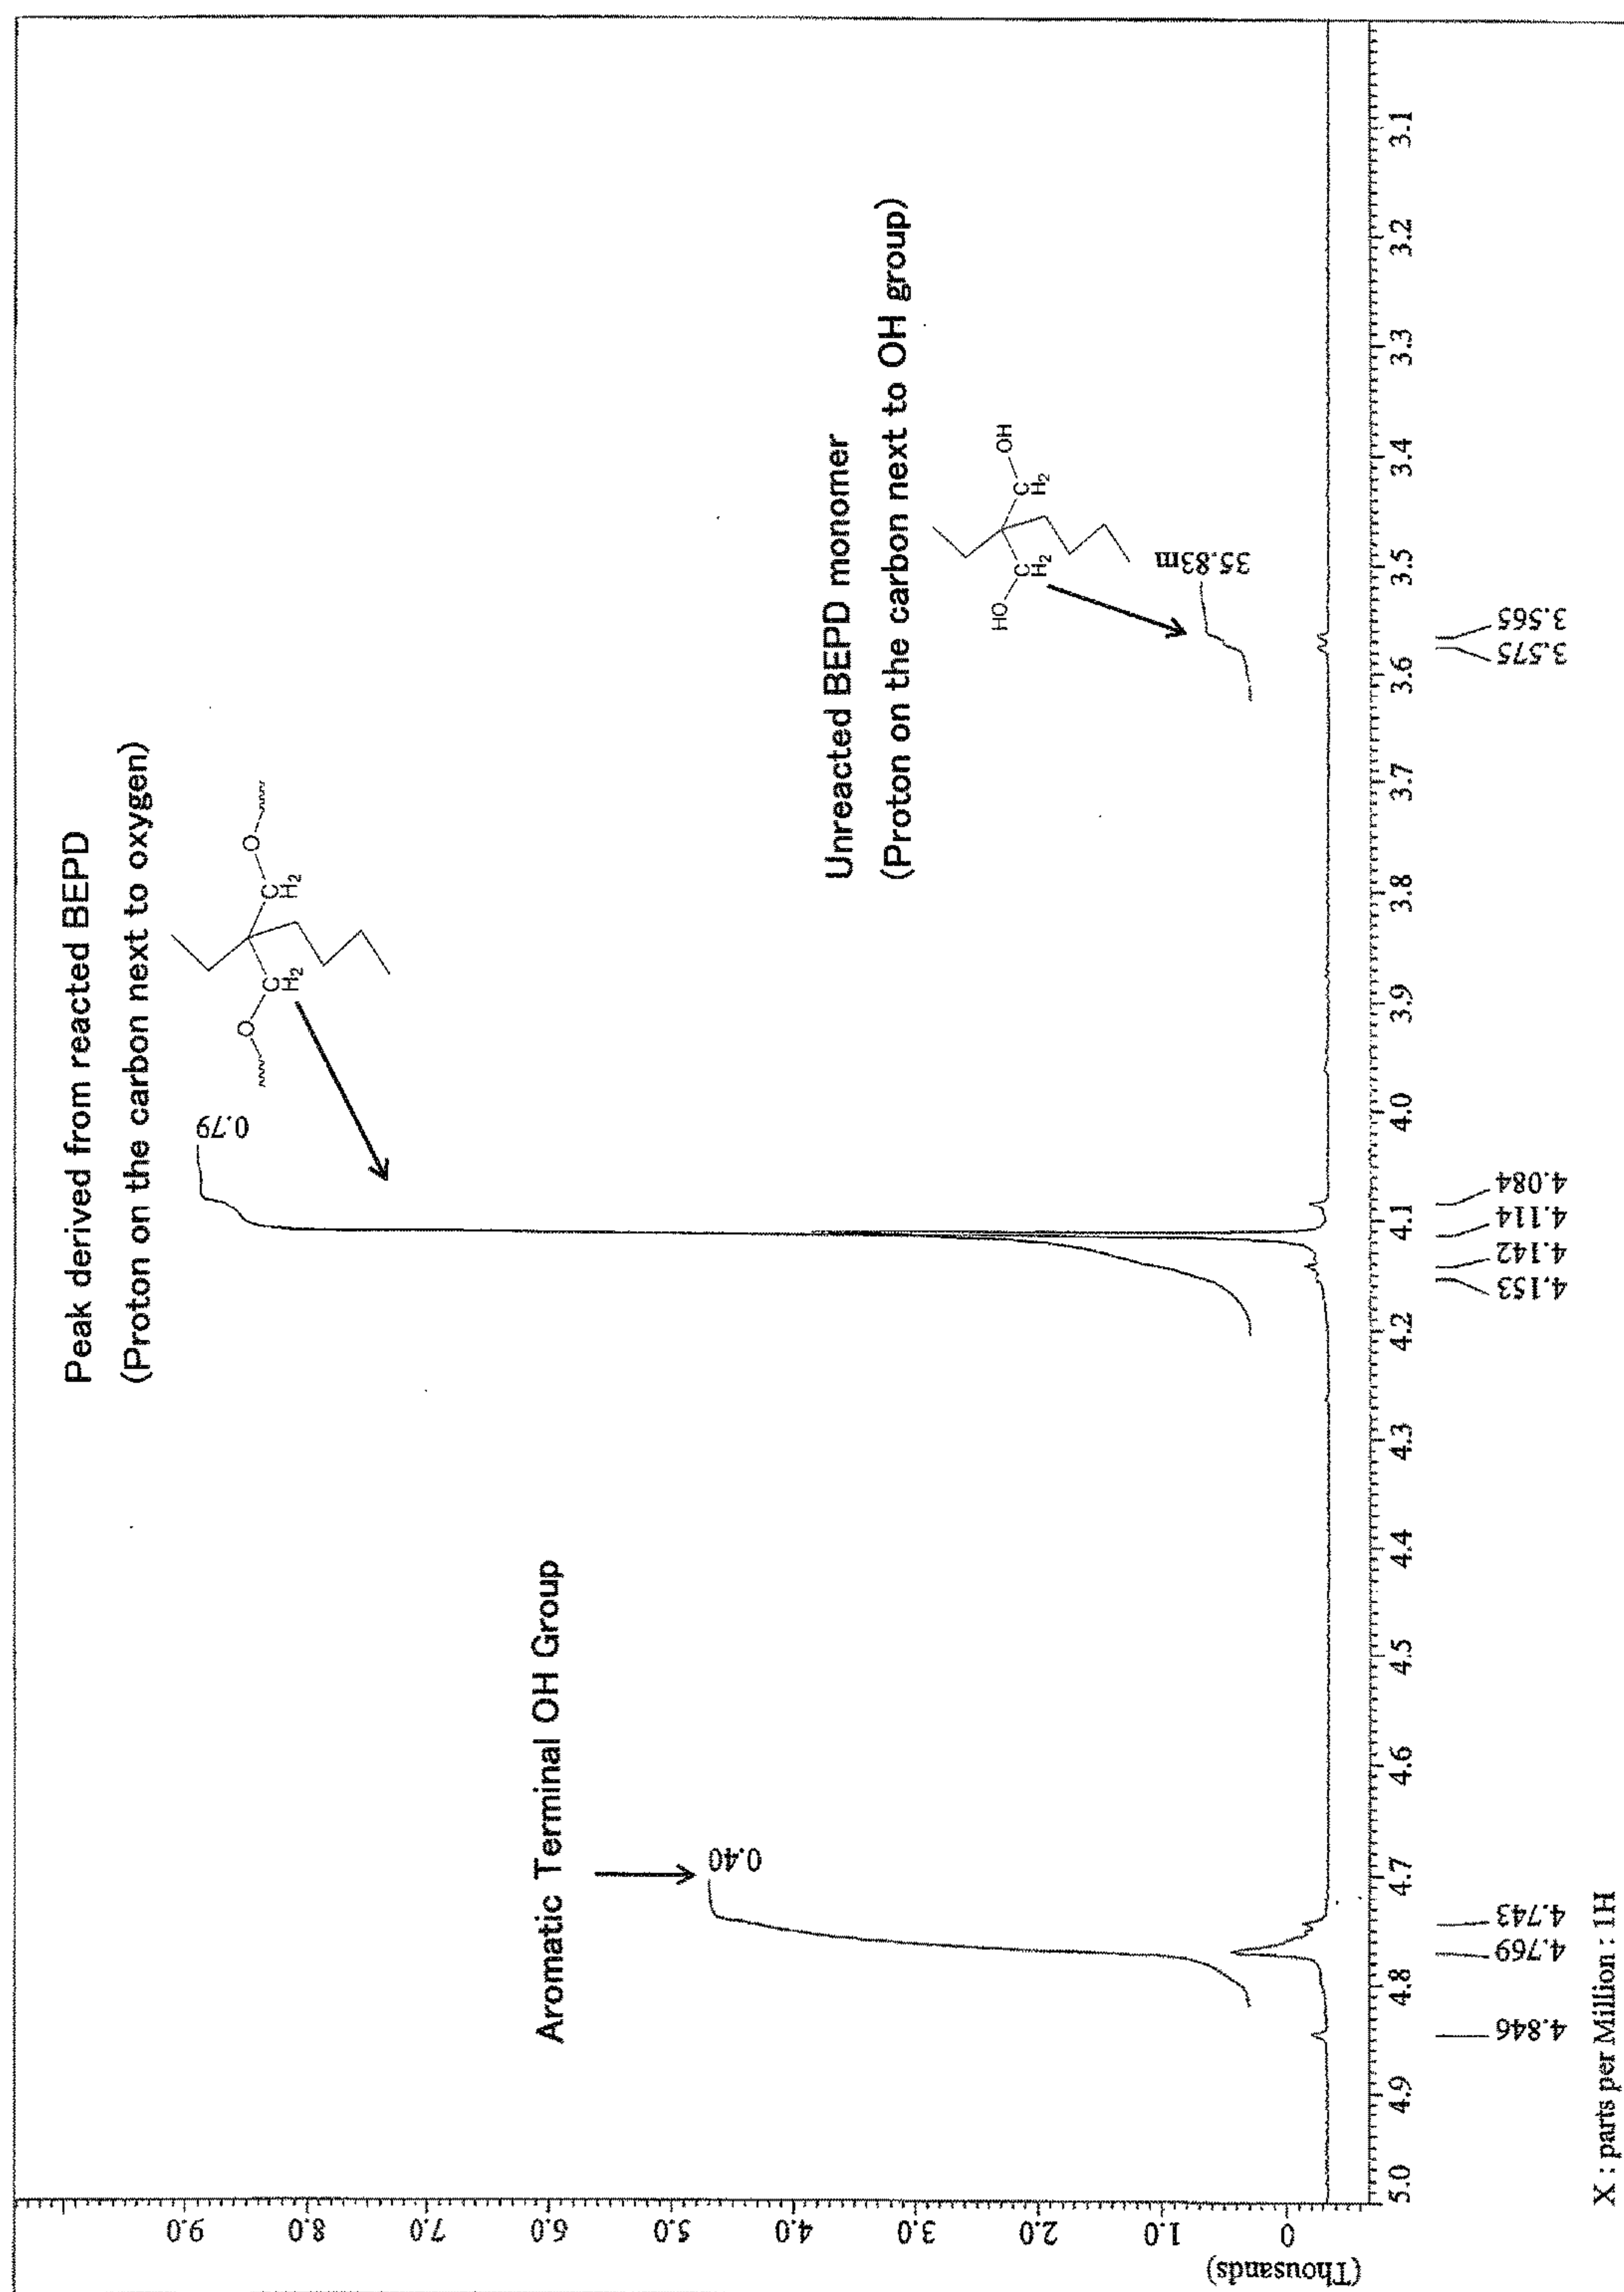 Peak derived from reacted BEPD
(Proton on the carbon next to oxygen)
O
CH2
CH2
O
0.79
Unreacted BEPD monomer
(Proton on the carbon next to OH group)
HO
CH2
CH2
OH
35.83m
Aromatic Terminal OH Group
0.40
(Thousands)
9.0
8.0
7.0
6.0
5.0
4.0
3.0
2.0
1.0
0
5.0 4.9 4.8 4.7 4.6 4.5 4.4 4.3 4.2 4.1 4.0 3.9 3.8 3.7 3.6 3.5 3.4 3.3 3.2 3.1
4.846 4.769 4.743 4.153 4.142 4.114 4.084 3.575 3.565
X : parts per Million : 1H